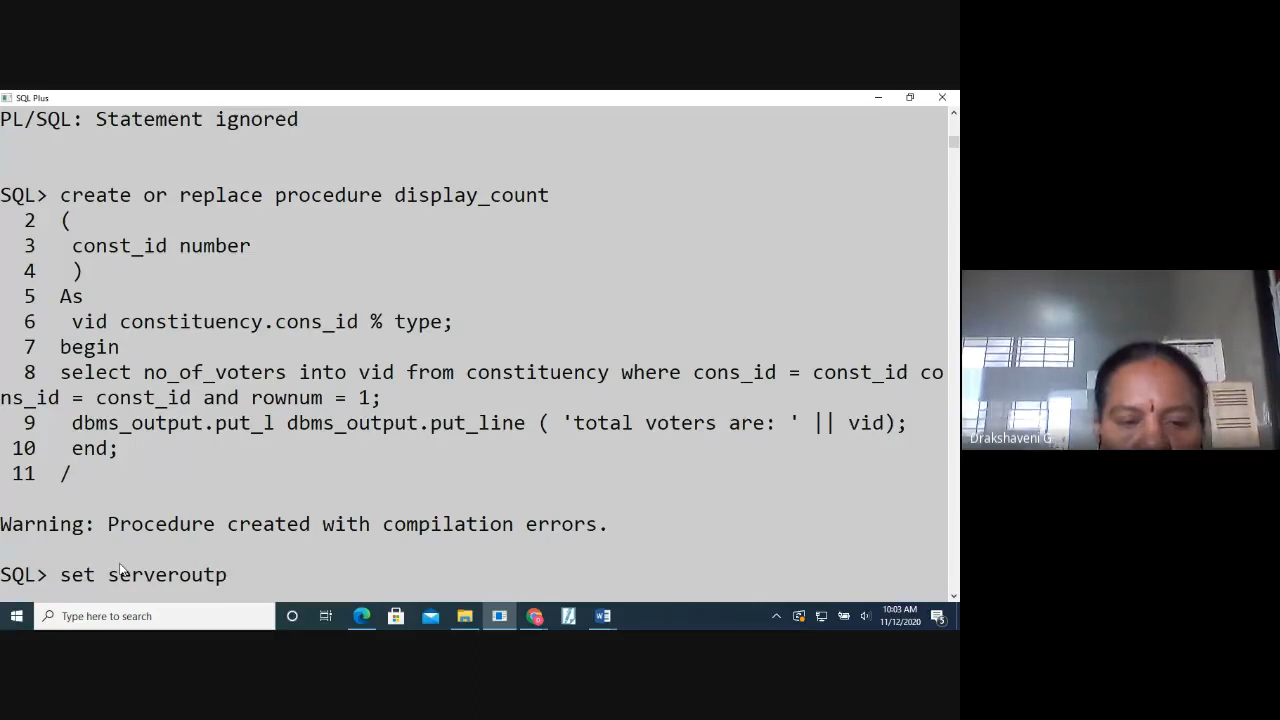 SQL Plus
PL/SQL: Statement ignored
SQL> create or replace procedure display_count
2 (
3 const_id number
4 )
5 As
6 vid constituency.cons_id % type;
7 begin
8 select no_of_voters into vid from constituency where cons_id = const_id co
ns_id = const_id and rownum = 1;
9 dbms_output.put_l dbms_output.put_line ( 'total voters are: ' || vid);
10 end;
11 /
Warning: Procedure created with compilation errors.
SQL> set serveroutp
Drakshaveni G
Type here to search
10:03 AM
11/12/2020
5